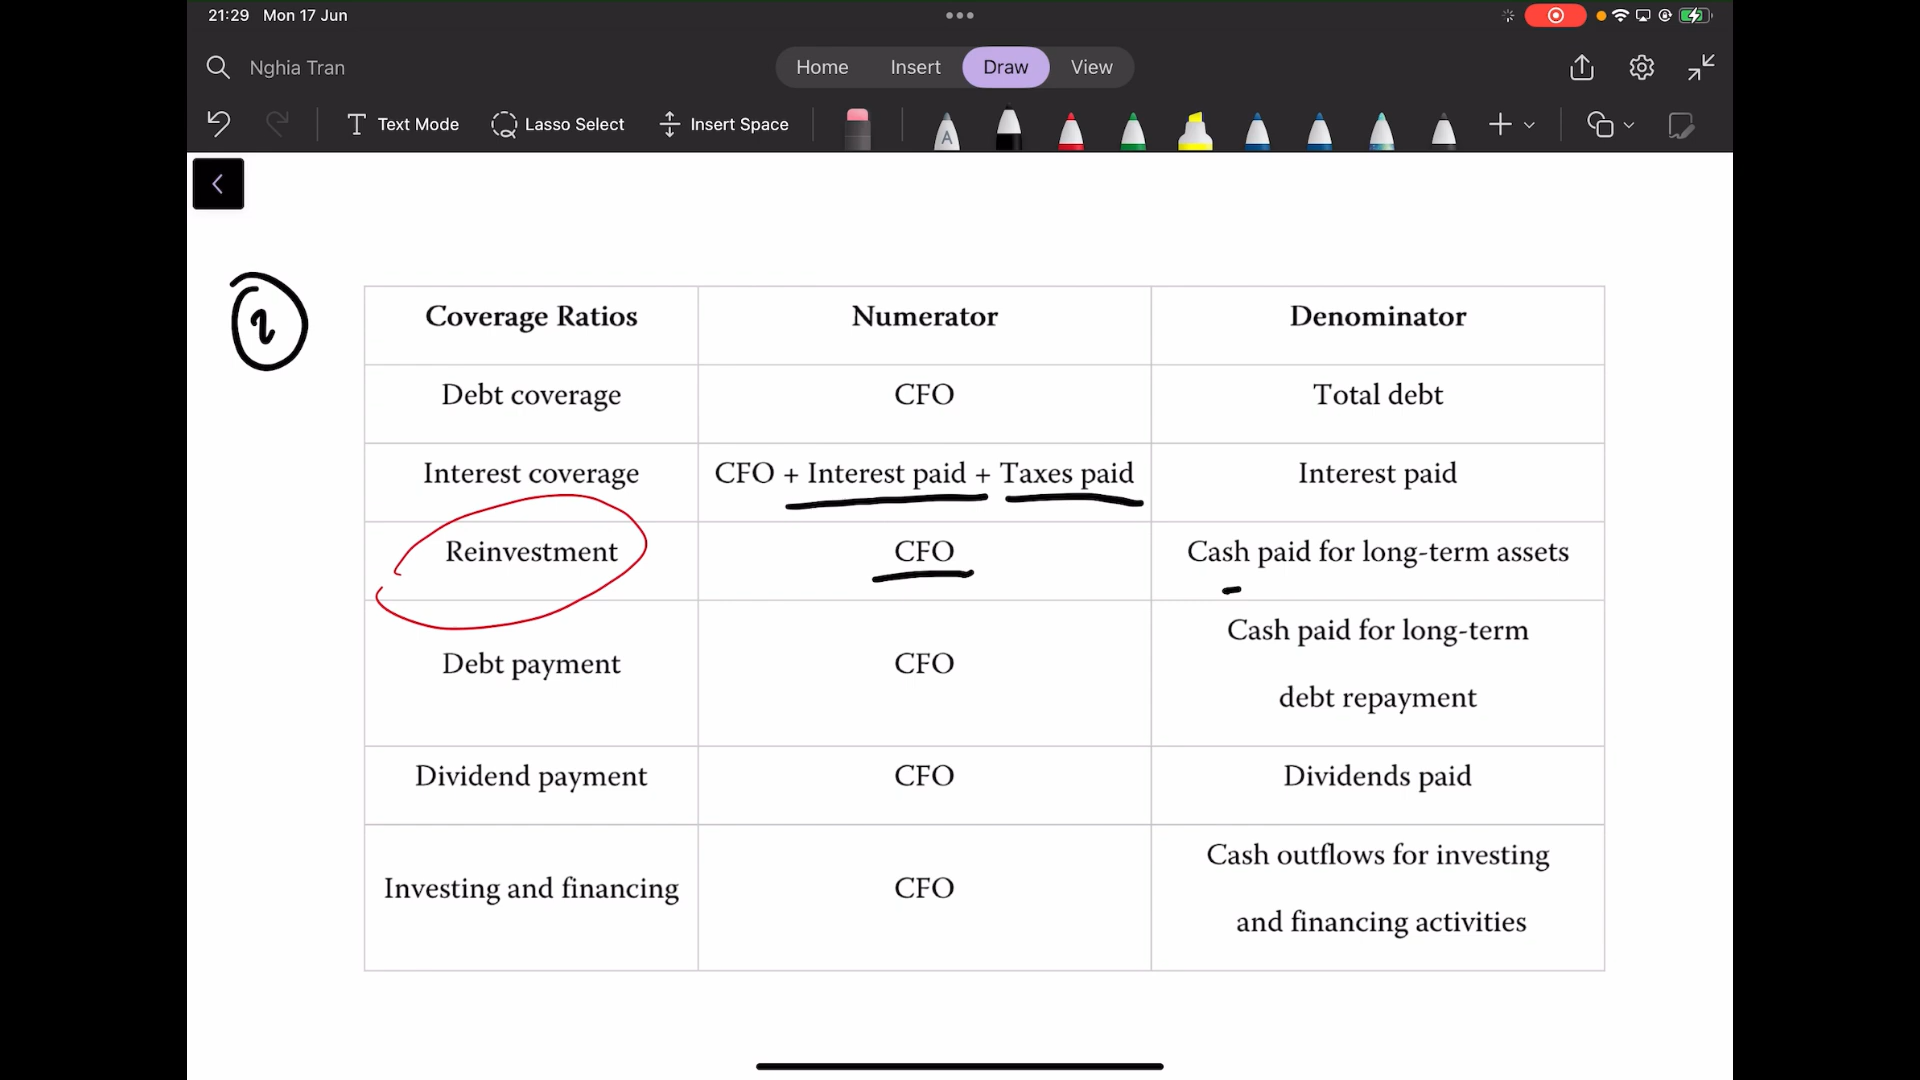 21:29 Mon 17 Jun
Nghia Tran
Home Insert Draw View
Text Mode Lasso Select Insert Space
A
2
Coverage Ratios Numerator Denominator
Debt coverage CFO Total debt
Interest coverage CFO + Interest paid + Taxes paid Interest paid
Reinvestment CFO Cash paid for long-term assets
Debt payment CFO Cash paid for long-term
debt repayment
Dividend payment CFO Dividends paid
Investing and financing CFO Cash outflows for investing
and financing activities